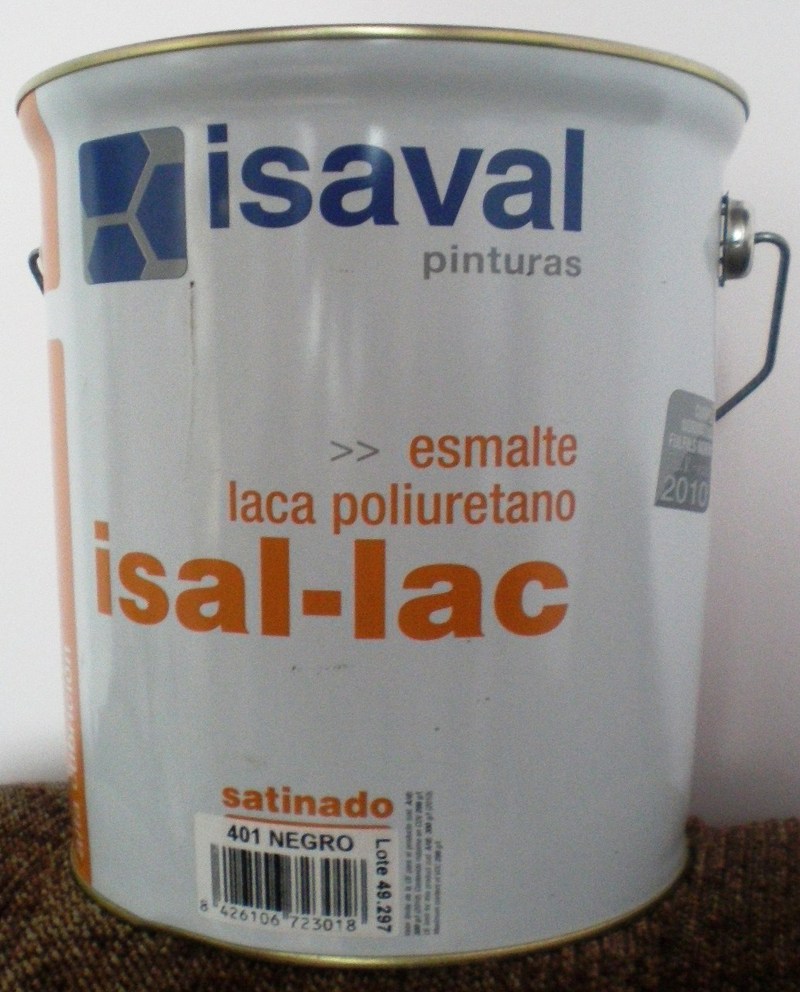 isaval
pinturas
>> esmalte
laca poliuretano
isal-lac
2010
satinado
401 NEGRO
Lote 49.297
8 426106 723018